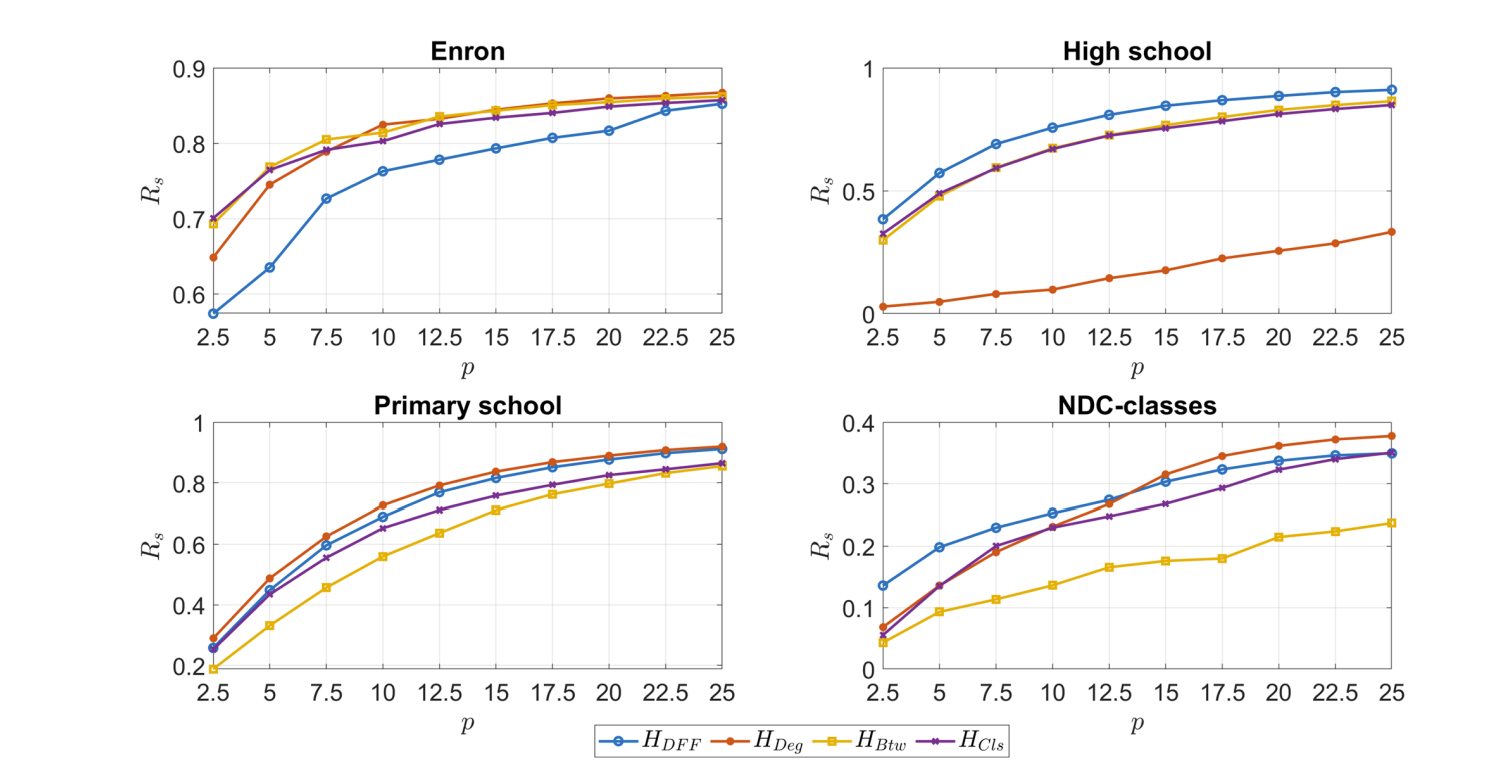 Enron
0.9
0.8
0.7
0.6
R_s
2.5 5 7.5 10 12.5 15 17.5 20 22.5 25
p
High school
1
0.5
0
R_s
2.5 5 7.5 10 12.5 15 17.5 20 22.5 25
p
Primary school
1
0.8
0.6
0.4
0.2
R_s
2.5 5 7.5 10 12.5 15 17.5 20 22.5 25
p
NDC-classes
0.4
0.3
0.2
0.1
0
R_s
2.5 5 7.5 10 12.5 15 17.5 20 22.5 25
p
H_DFF H_Deg H_Btw H_Cls